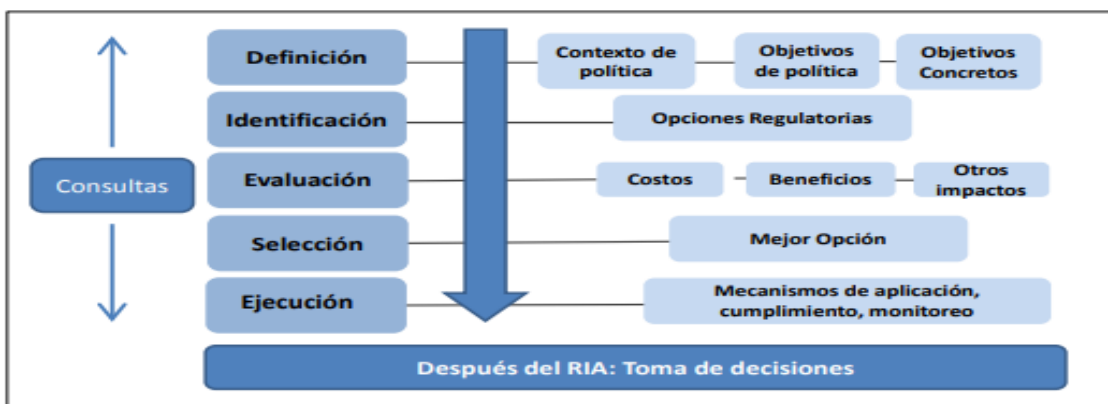 Consultas
Definición
Contexto de
política
Objetivos
de política
Objetivos
Concretos
Identificación
Opciones Regulatorias
Evaluación
Costos
Beneficios
Otros
impactos
Selección
Mejor Opción
Ejecución
Mecanismos de aplicación,
cumplimiento, monitoreo
Después del RIA: Toma de decisiones